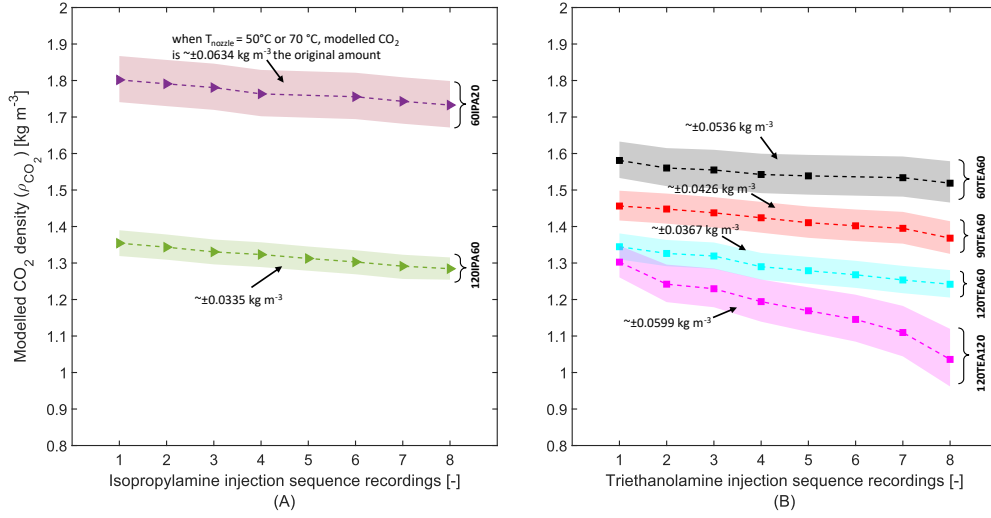 2
1.9
1.8
1.7
1.6
1.5
1.4
1.3
1.2
1.1
1
0.9
0.8
Modelled CO2 density (ρCO2) [kg m-3]
when Tnozzle = 50°C or 70 °C, modelled CO2
is ~±0.0634 kg m-3 the original amount
60IPA20
~±0.0335 kg m-3
120IPA60
1 2 3 4 5 6 7 8
Isopropylamine injection sequence recordings [-]
(A)
2
1.9
1.8
1.7
1.6
1.5
1.4
1.3
1.2
1.1
1
0.9
0.8
~±0.0536 kg m-3
60TEA60
~±0.0426 kg m-3
90TEA60
~±0.0367 kg m-3
120TEA60
~±0.0599 kg m-3
120TEA120
1 2 3 4 5 6 7 8
Triethanolamine injection sequence recordings [-]
(B)